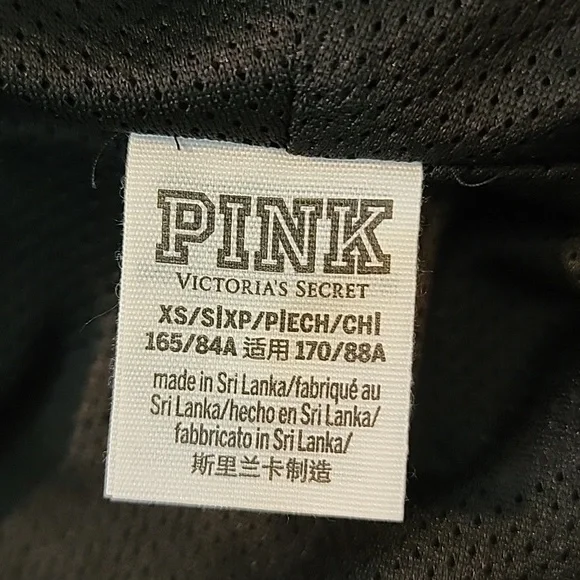 PINK
VICTORIA'S SECRET
XS/S|XP/P|ECH/CH|
165/84A 适用 170/88A
made in Sri Lanka/fabriqué au
Sri Lanka/hecho en Sri Lanka/
fabbricato in Sri Lanka/
斯里兰卡制造